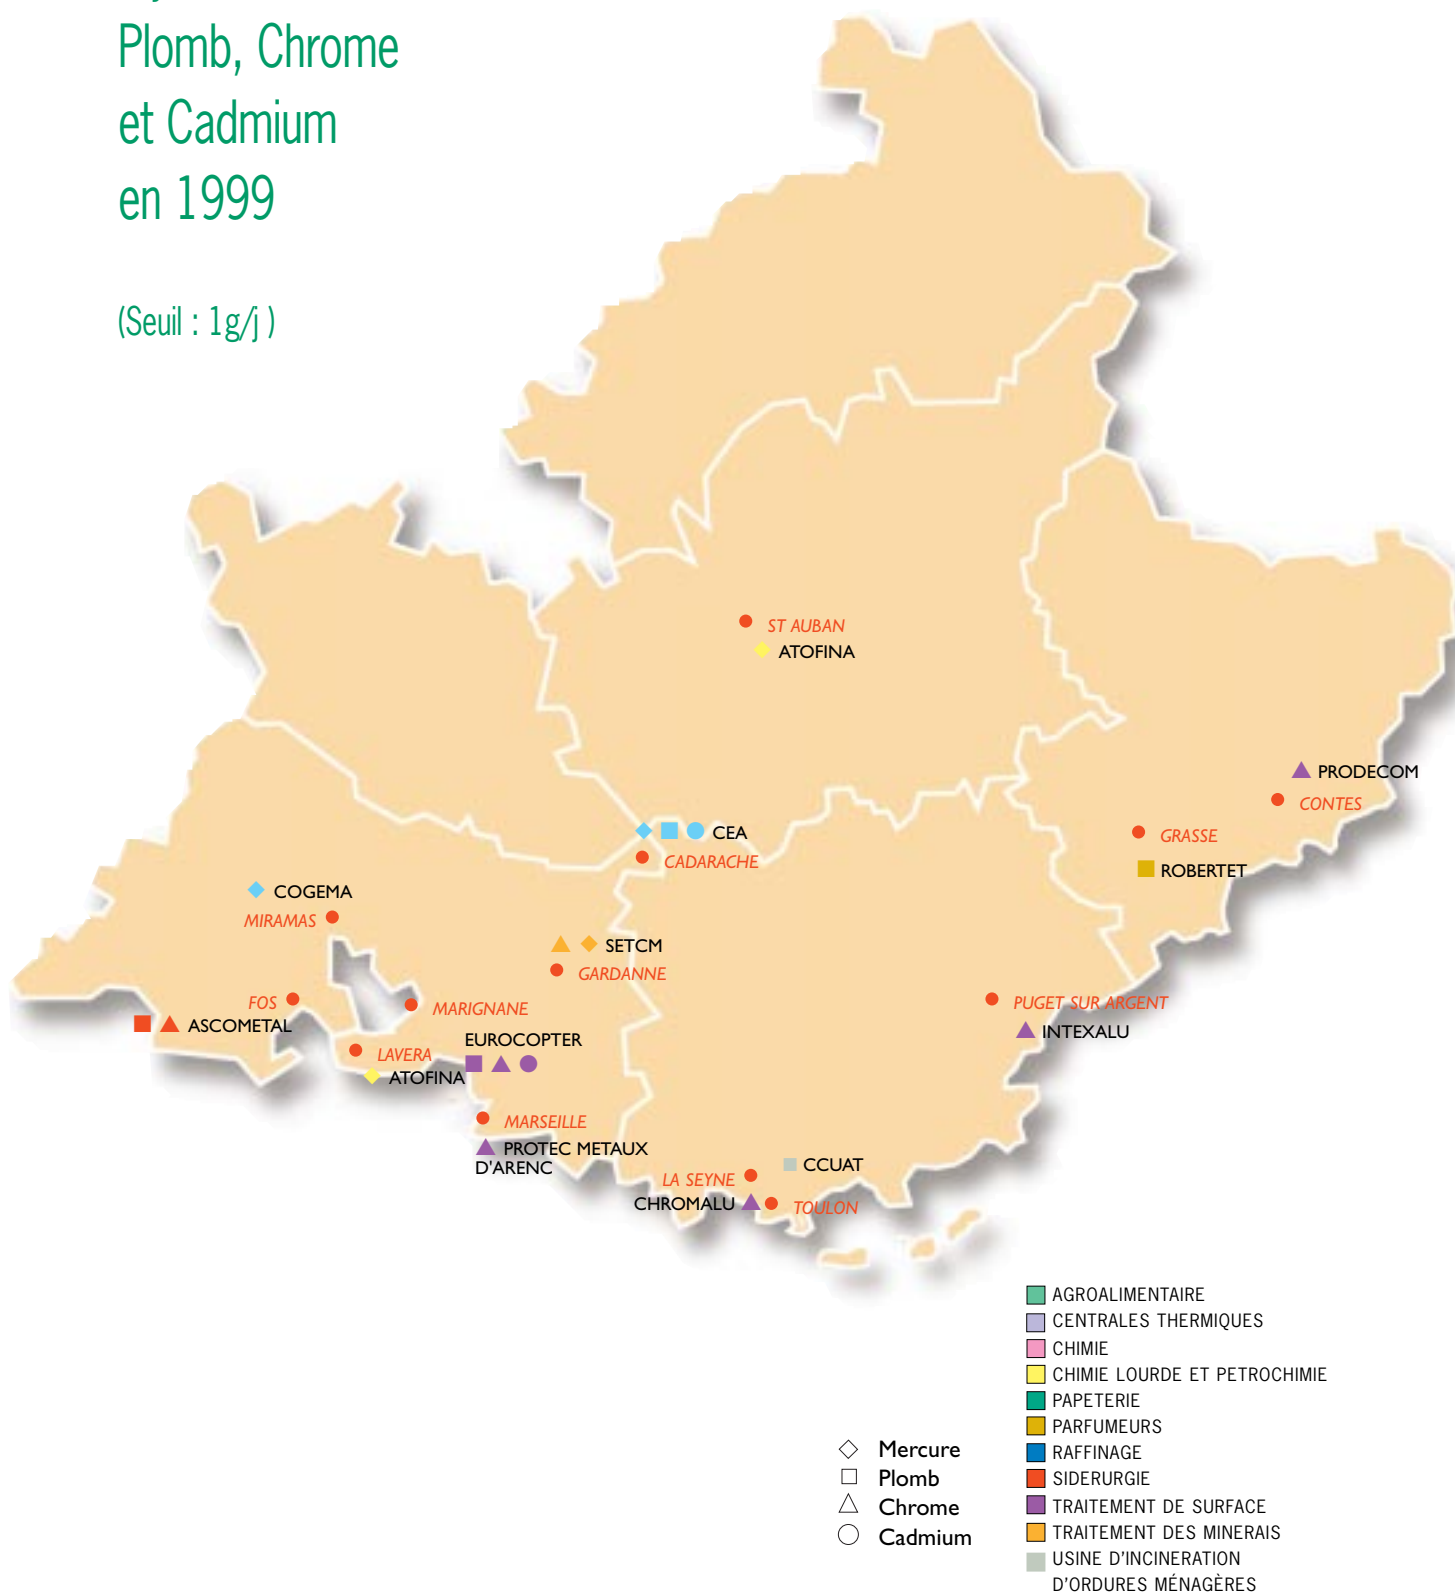 Plomb, Chrome
et Cadmium
en 1999
(Seuil : 1g/j )
ST AUBAN
ATOFINA
PRODECOM
CONTES
CEA
GRASSE
CADARACHE
ROBERTET
COGEMA
MIRAMAS
SETCM
GARDANNE
FOS
MARIGNANE
PUGET SUR ARGENT
ASCOMETAL
INTEXALU
EUROCOPTER
LAVERA
ATOFINA
MARSEILLE
PROTEC METAUX
D'ARENC
CCUAT
LA SEYNE
CHROMALU
TOULON
Mercure
Plomb
Chrome
Cadmium
AGROALIMENTAIRE
CENTRALES THERMIQUES
CHIMIE
CHIMIE LOURDE ET PETROCHIMIE
PAPETERIE
PARFUMEURS
RAFFINAGE
SIDERURGIE
TRAITEMENT DE SURFACE
TRAITEMENT DES MINERAIS
USINE D'INCINERATION
D'ORDURES MÉNAGÈRES